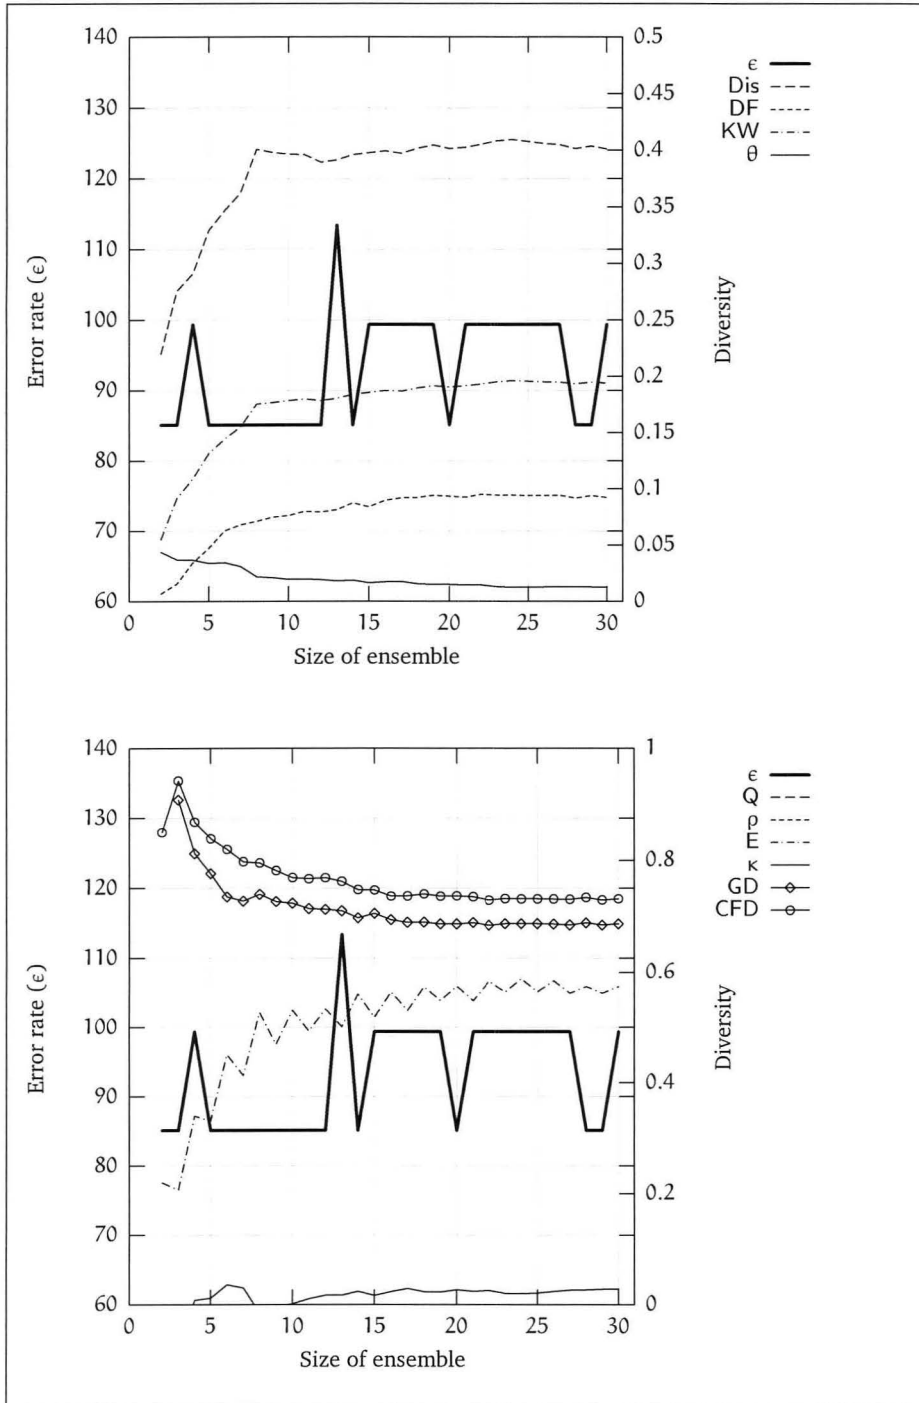 140
130
120
110
100
90
80
70
60
0.5
0.45
0.4
0.35
0.3
0.25
0.2
0.15
0.1
0.05
0
0 5 10 15 20 25 30
Error rate (ϵ)
Diversity
Size of ensemble
ϵ
Dis
DF
KW
θ
140
130
120
110
100
90
80
70
60
1
0.8
0.6
0.4
0.2
0
0 5 10 15 20 25 30
Error rate (ϵ)
Diversity
Size of ensemble
ϵ
Q
ρ
E
κ
GD
CFD